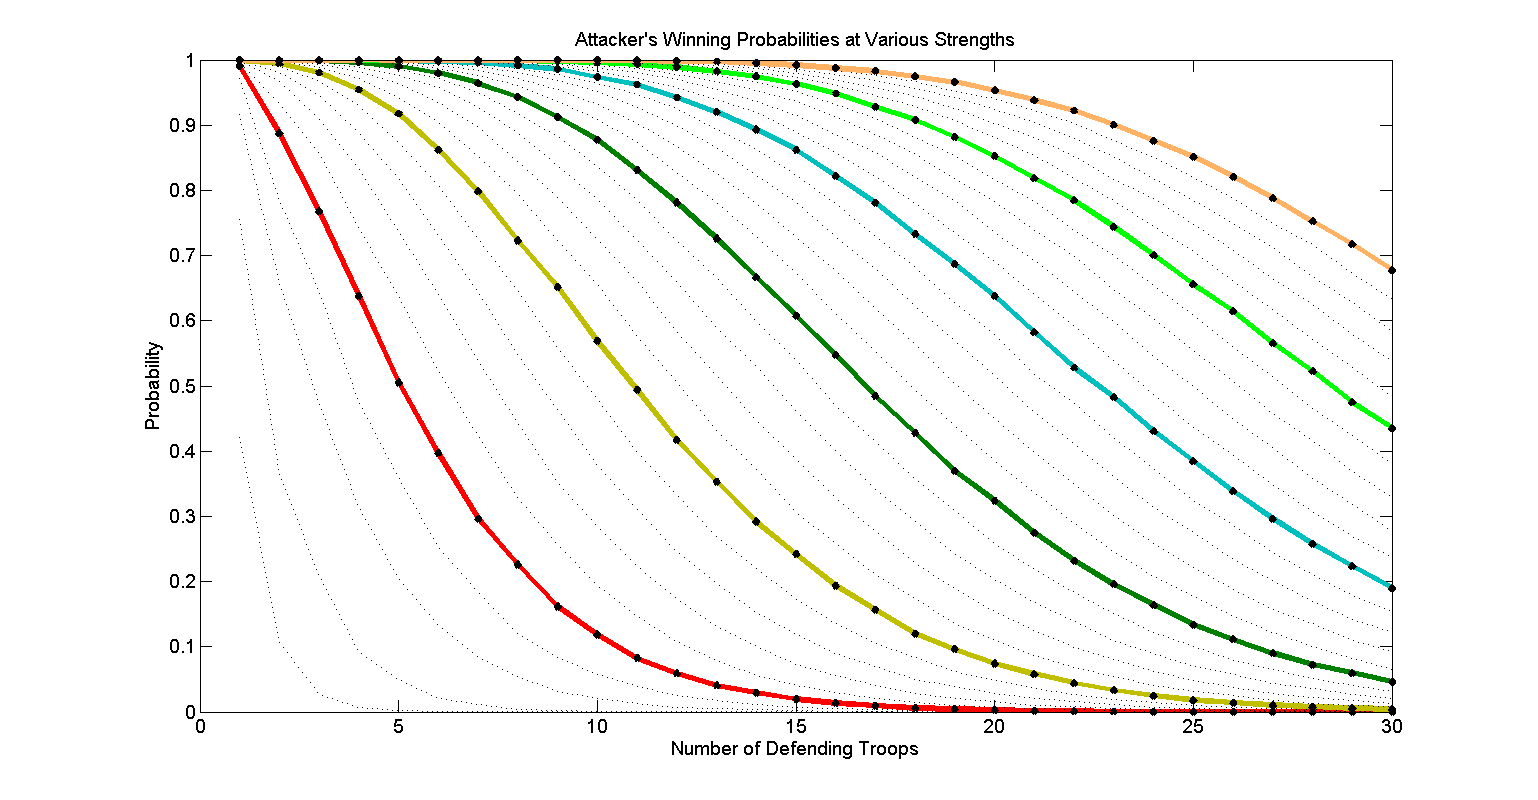 Attacker's Winning Probabilities at Various Strengths
1
0.9
0.8
0.7
0.6
0.5
0.4
0.3
0.2
0.1
0
Probability
0 5 10 15 20 25 30
Number of Defending Troops